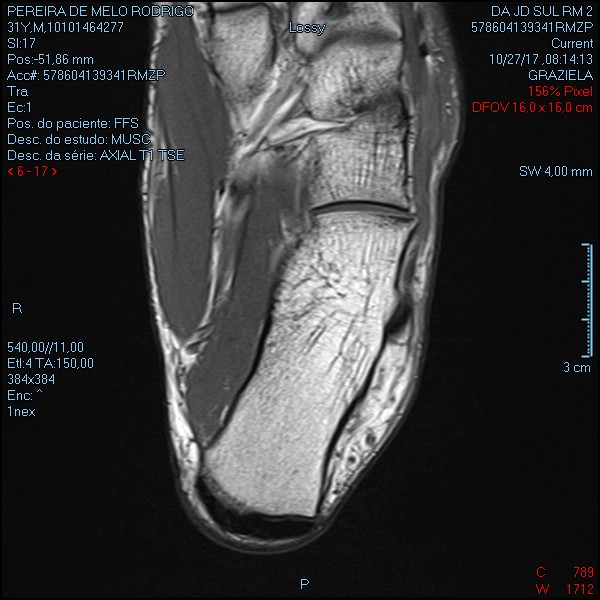 PEREIRA DE MELO RODRIGO
31Y,M,10101464277
Sl:17
Pos:-51,86 mm
Acc#: 578604139341RMZP
Tra
Ec:1
Pos. do paciente: FFS
Desc. do estudo: MUSC
Desc. da série: AXIAL T1 TSE
< 6 - 17 >
Lossy
DA JD SUL RM 2
578604139341RMZP
Current
10/27/17 ,08:14:13
GRAZIELA
156% Pixel
DFOV 16,0 x 16,0 cm
SW 4,00 mm
R
540,00//11,00
Etl:4 TA:150,00
384x384
Enc: ^
1nex
3 cm
P
C 789
W 1712